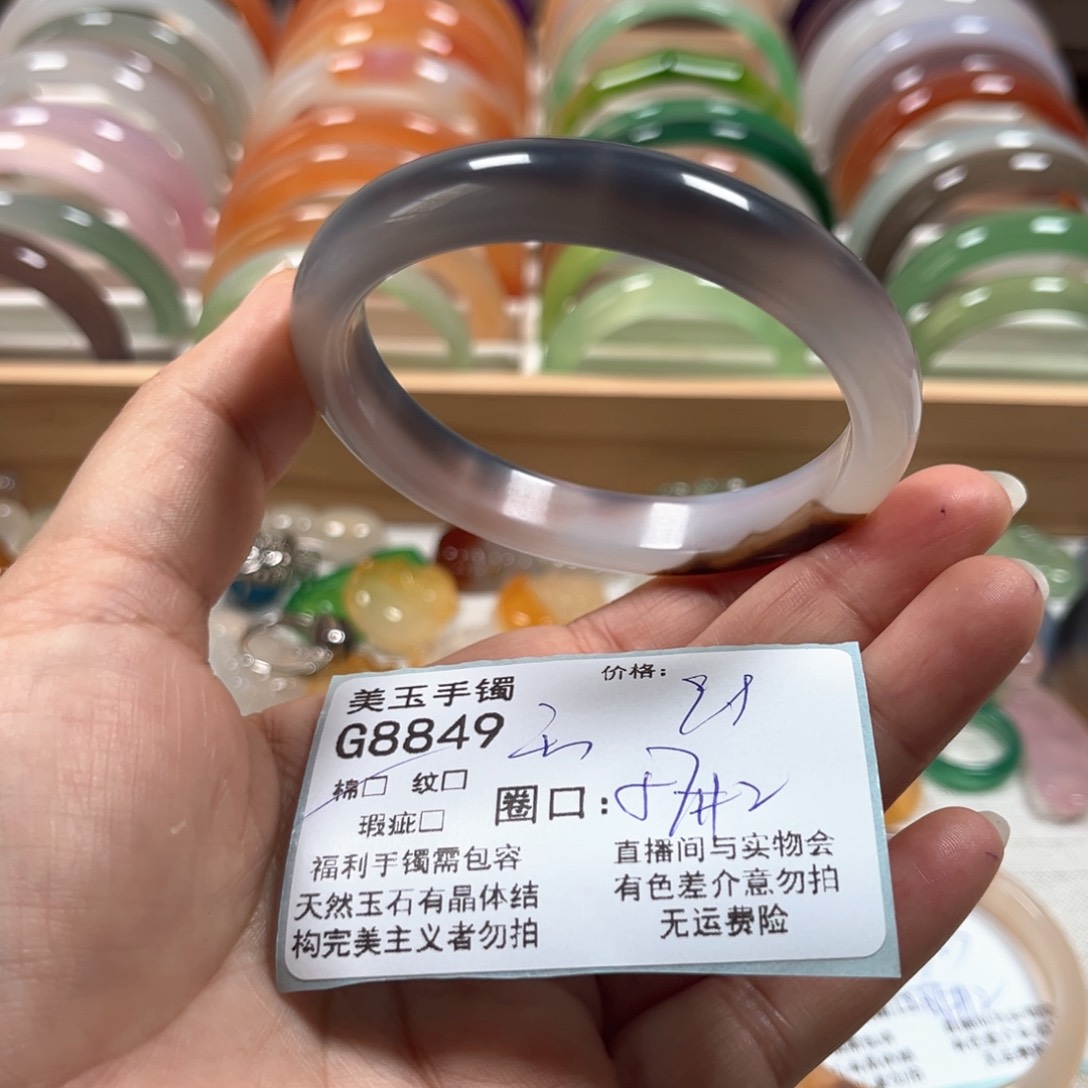 美玉手镯
价格:
G8849
棉□ 纹□
瑕疵□
圈口:57#2
福利手镯需包容
天然玉石有晶体结
构完美主义者勿拍
直播间与实物会
有色差介意勿拍
无运费险